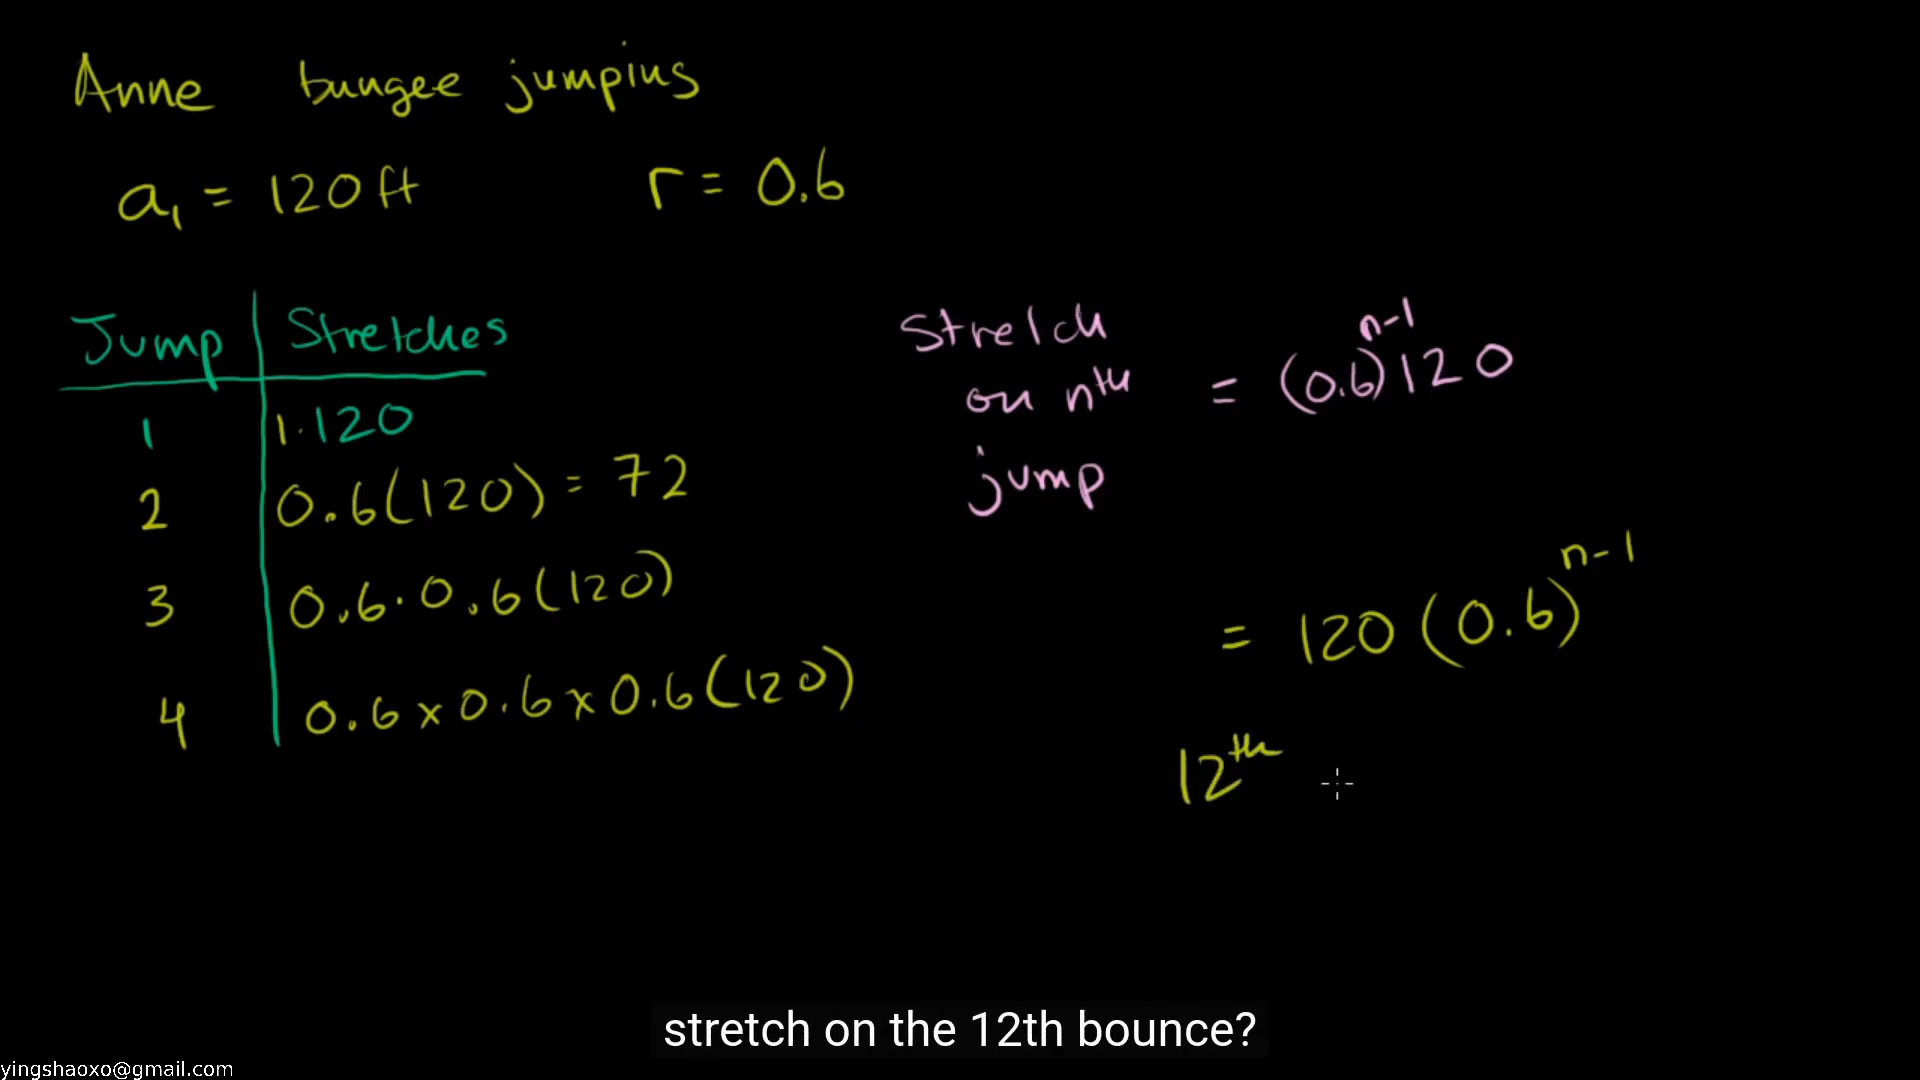 Anne bungee jumping
a₁ = 120 ft r = 0.6
Jump Stretches
1 1·120
2 0.6(120) = 72
3 0.6·0.6(120)
4 0.6 x 0.6 x 0.6(120)
Stretch
on nᵗʰ = (0.6)ⁿ⁻¹120
jump
= 120(0.6)ⁿ⁻¹
12ᵗʰ
stretch on the 12th bounce?
yingshaoxo@gmail.com